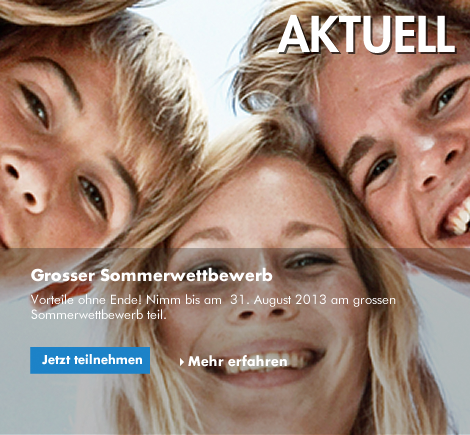 AKTUELL
Grosser Sommerwettbewerb
Vorteile ohne Ende! Nimm bis am 31. August 2013 am grossen
Sommerwettbewerb teil.
Jetzt teilnehmen
Mehr erfahren